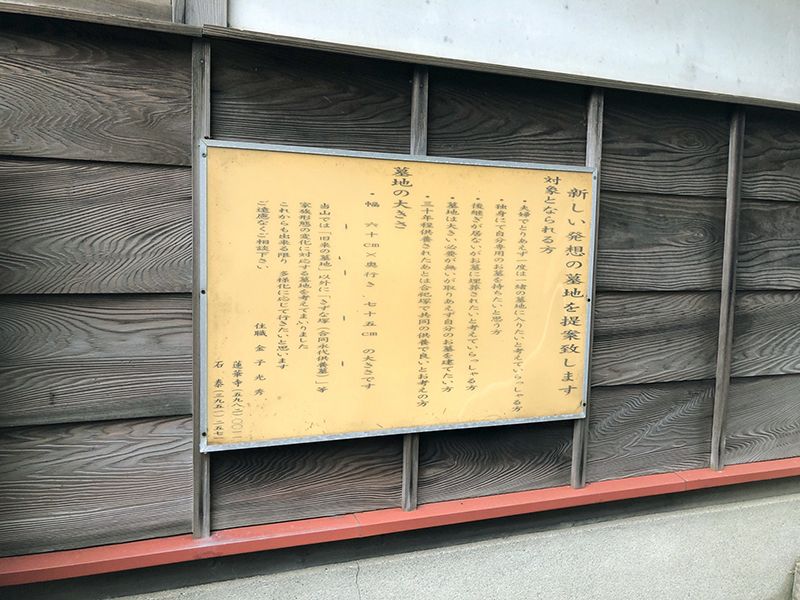 新しい発想の墓地を提案致します
対象となられる方
・夫婦でとりあえず一度は一緒の墓地に入りたいと考えていらっしゃる方
・独身にて自分専用のお墓を持ちたいと思う方
・後継ぎが居ないがお墓に埋葬されたいと考えていらっしゃる方
・墓地は大きい必要が無いが取りあえず自分のお墓を建てたい方
・三十年程供養されたあとは合祀塚で共同の供養で良いとお考えの方
墓地の大きさ
・幅 六十cm×奥行き 七十五cm の大きさです
当山では「旧来の墓地」以外に「きずな塚(合同永代供養墓)」等
家族形態の変化に対応する墓地を考えてまいりました
これからも出来る限り 多様化に応じて行きたいと思います
ご遠慮なくご相談下さい
住職 金子光秀
蓮華寺
石泰